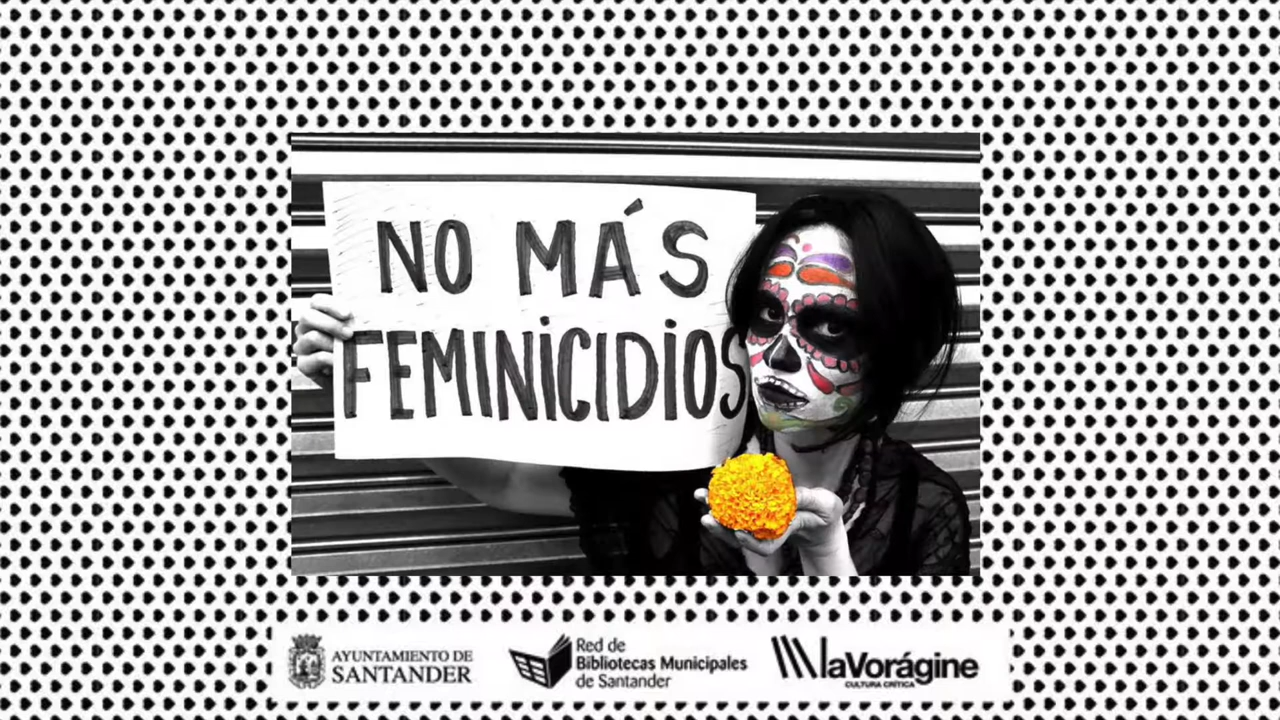 NO MÁS
FEMINICIDIOS
AYUNTAMIENTO DE
SANTANDER
Red de
Bibliotecas Municipales
de Santander
laVorágine
CULTURA CRÍTICA